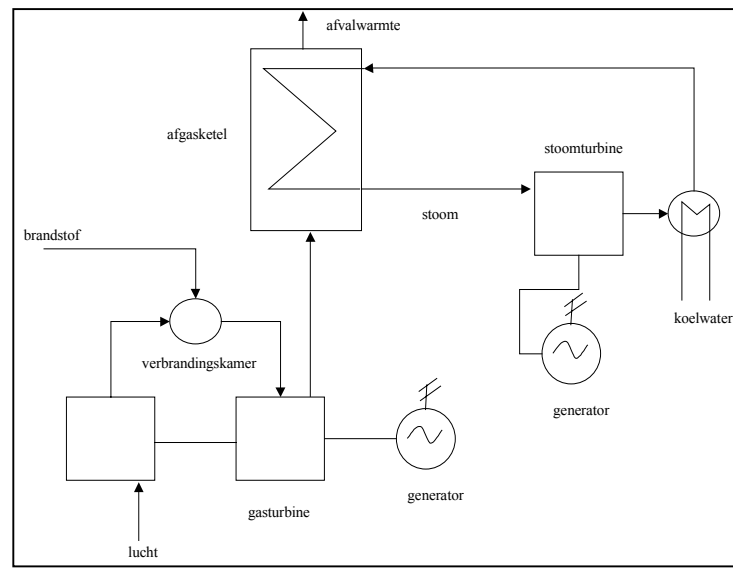 afvalwarmte
afgasketel
stoomturbine
stoom
brandstof
koelwater
verbrandingskamer
generator
generator
gasturbine
lucht